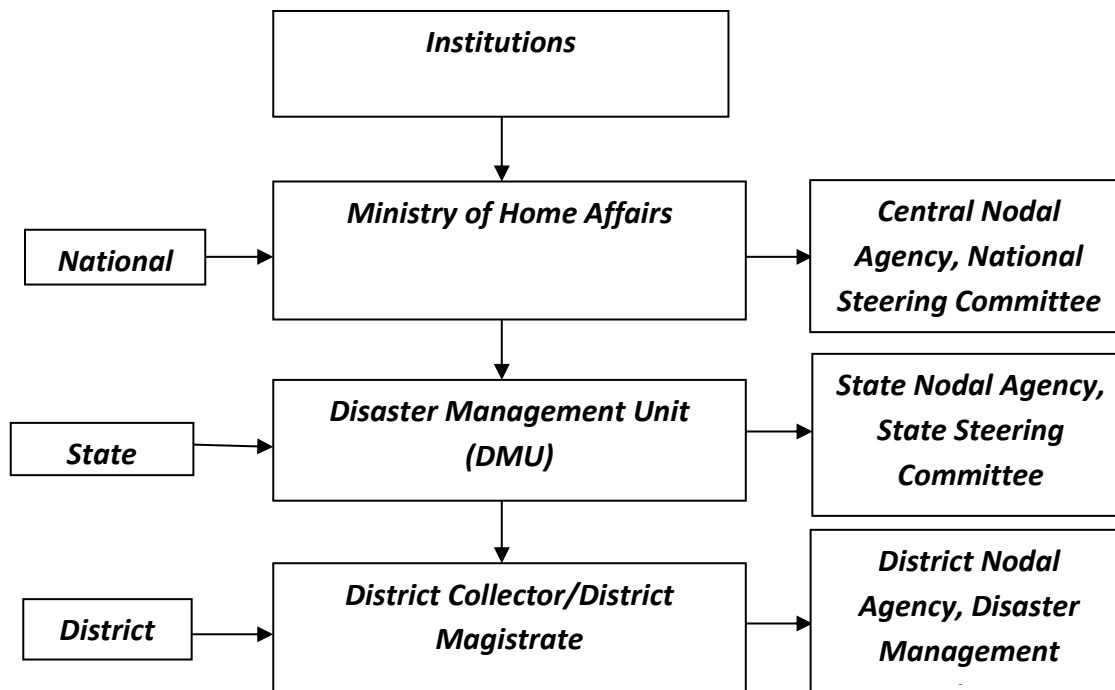 Institutions
Ministry of Home Affairs
National
Central Nodal
Agency, National
Steering Committee
Disaster Management Unit
(DMU)
State
State Nodal Agency,
State Steering
Committee
District Collector/District
Magistrate
District
District Nodal
Agency, Disaster
Management